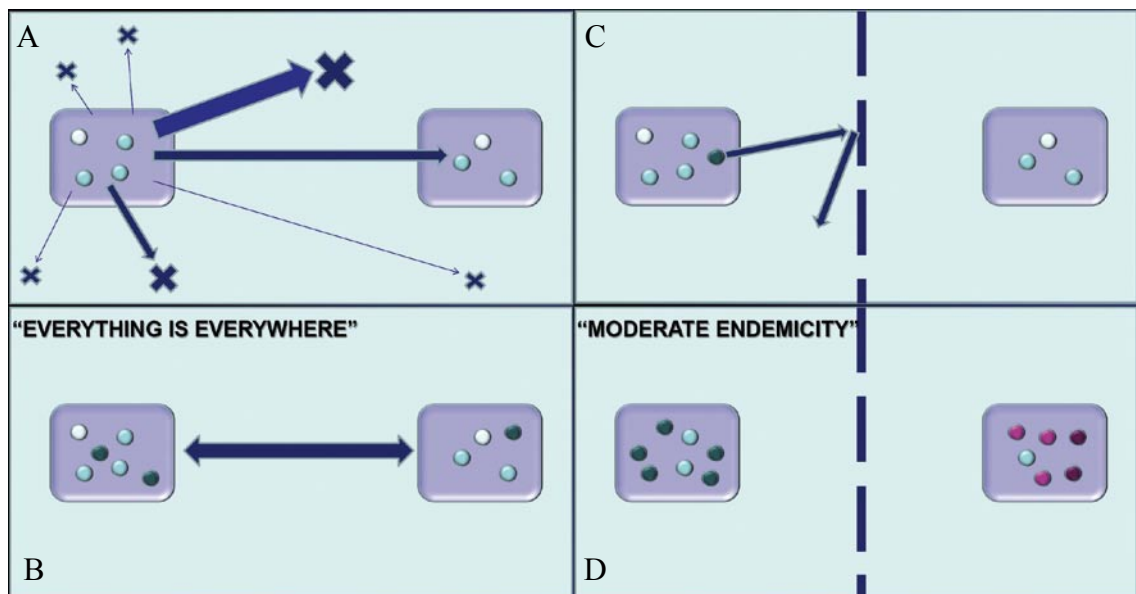 A
C
"EVERYTHING IS EVERYWHERE"
"MODERATE ENDEMICITY"
B
D